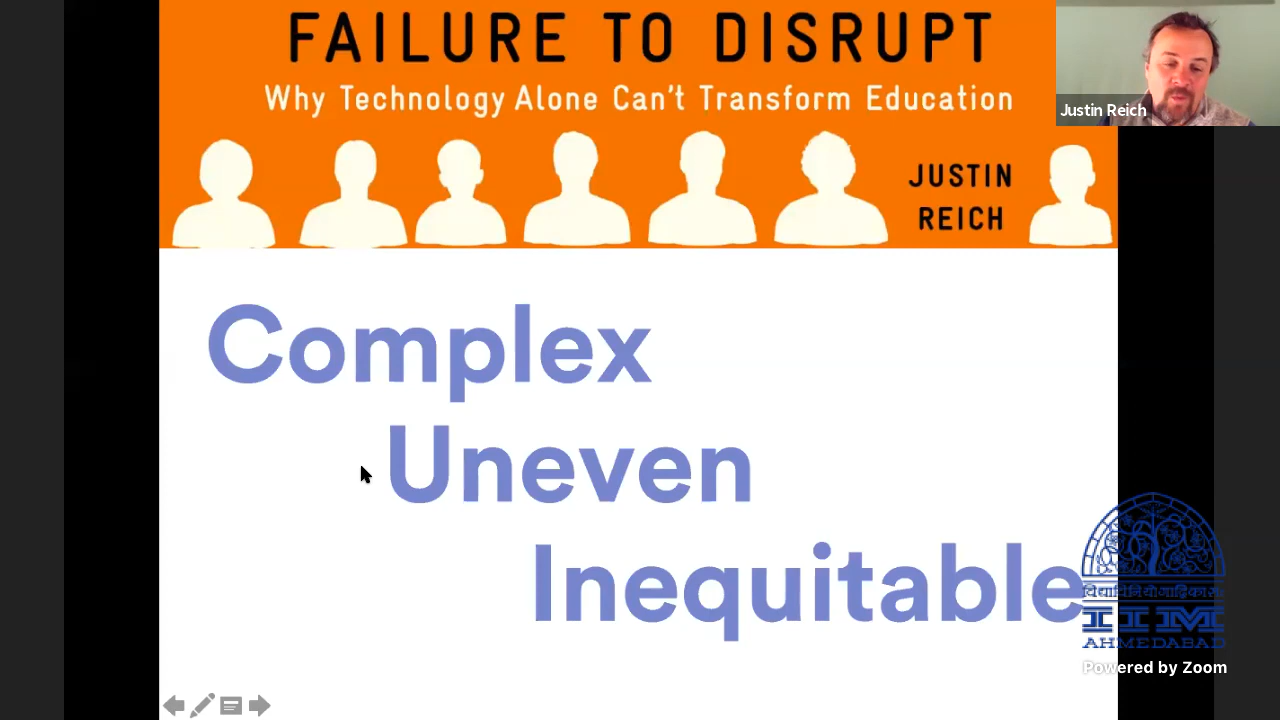 FAILURE TO DISRUPT
Why Technology Alone Can't Transform Education
JUSTIN
REICH
Justin Reich
Complex
Uneven
Inequitable
विद्याविनियोगाद्विकासः
IIM
AHMEDABAD
Powered by Zoom